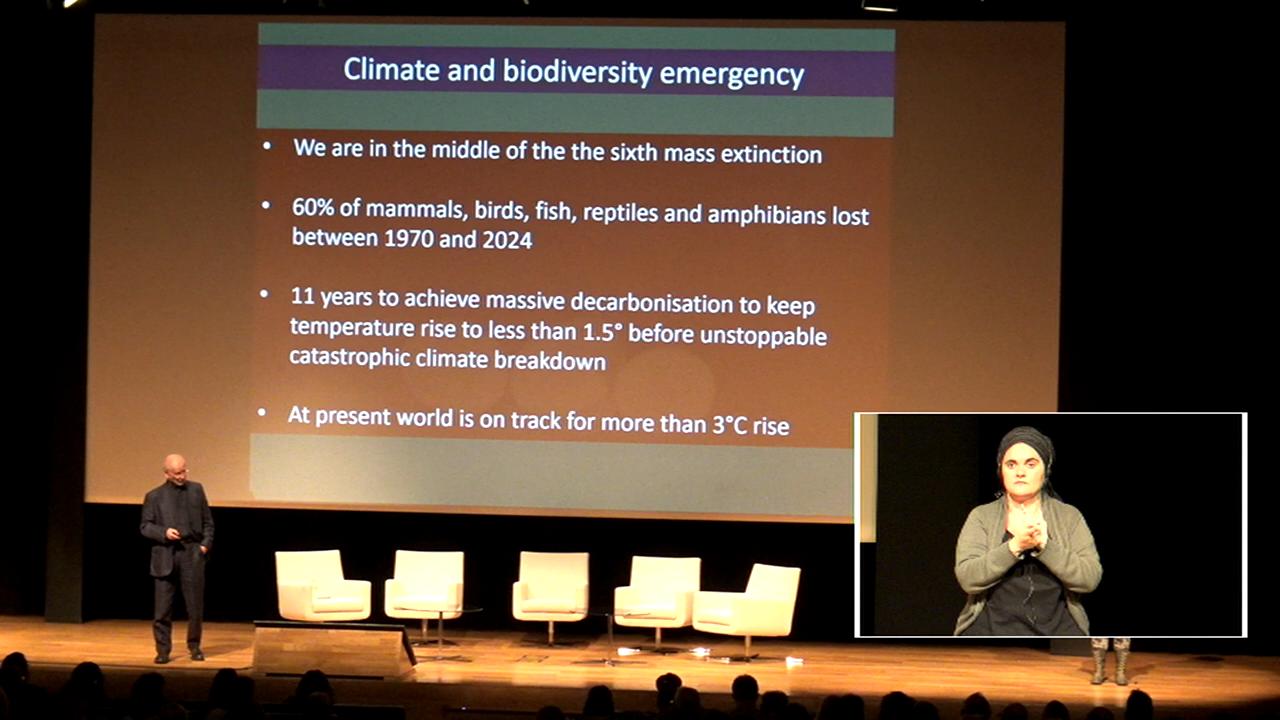 Climate and biodiversity emergency
• We are in the middle of the the sixth mass extinction
• 60% of mammals, birds, fish, reptiles and amphibians lost
between 1970 and 2024
• 11 years to achieve massive decarbonisation to keep
temperature rise to less than 1.5° before unstoppable
catastrophic climate breakdown
• At present world is on track for more than 3°C rise